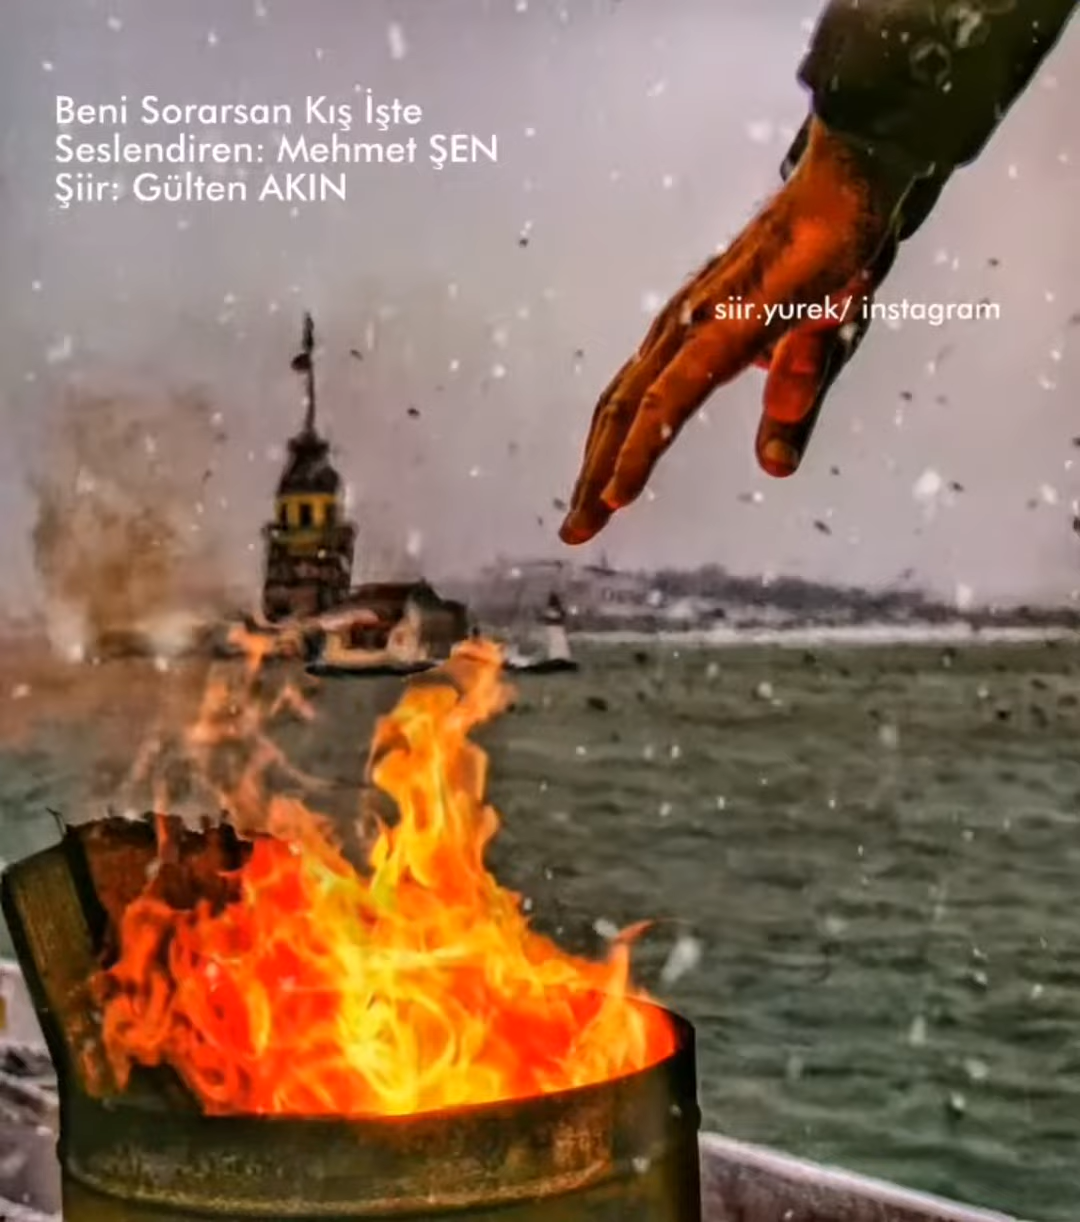 Beni Sorarsan Kış İşte
Seslendiren: Mehmet ŞEN
Şiir: Gülten AKIN
siir.yurek/ instagram